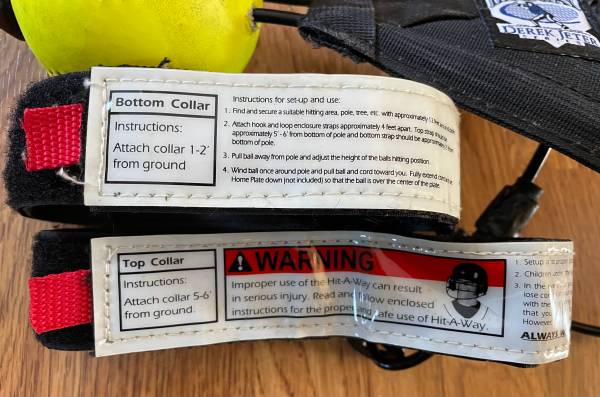 DEREK JETER
Bottom Collar
Instructions:
Attach collar 1-2'
from ground
Instructions for set-up and use:
1. Find and secure a suitable hitting area, pole, tree, etc. with approximately 12
2. Attach hook and loop enclosure straps approximately 4 feet apart. Top strap should be
approximately 5' - 6' from bottom of pole and bottom strap should be approximately
bottom of pole.
3. Pull ball away from pole and adjust the height of the balls hitting position.
4. Wind ball once around pole and pull ball and cord toward you. Fully extend
Home Plate down (not included) so that the ball is over the center of the plate.
Top Collar
Instructions:
Attach collar 5-6'
from ground.
WARNING
Improper use of the Hit-A-Way can result
in serious injury. Read and follow enclosed
instructions for the proper and safe use of Hit-A-Way.
1. Setup
2. Children
3. In the
lose co
with the
that you
However
ALWAYS